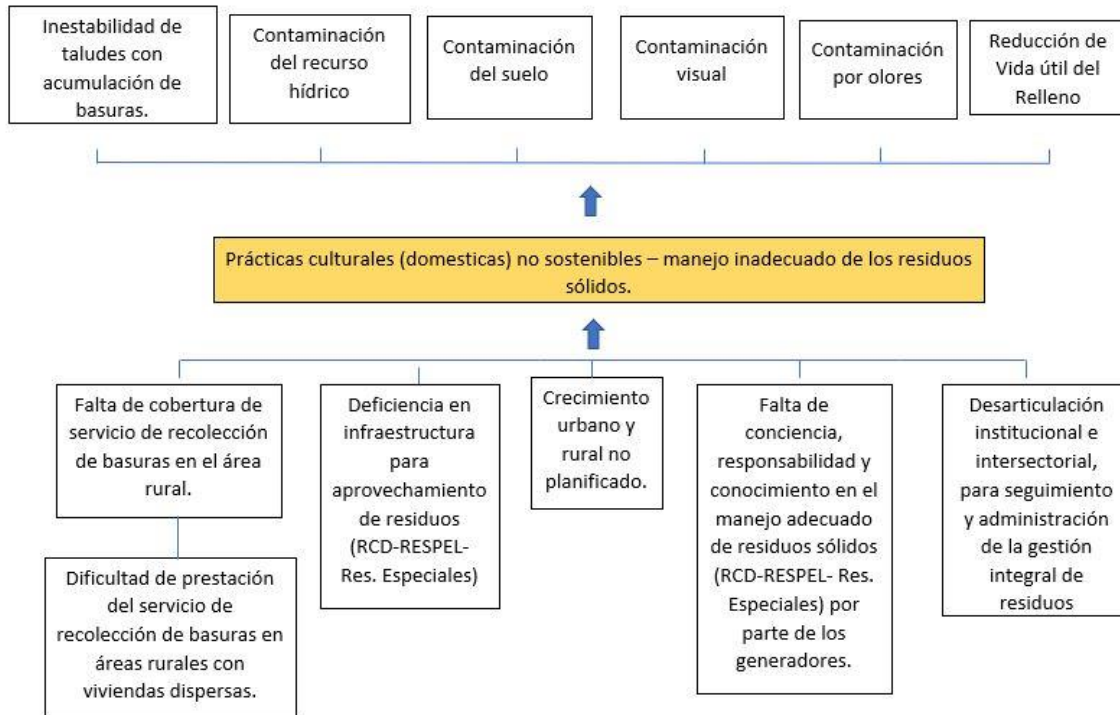 Inestabilidad de
taludes con
acumulación de
basuras.
Contaminación
del recurso
hídrico
Contaminación
del suelo
Contaminación
visual
Contaminación
por olores
Reducción de
Vida útil del
Relleno
Prácticas culturales (domesticas) no sostenibles – manejo inadecuado de los residuos
sólidos.
Falta de cobertura de
servicio de recolección
de basuras en el área
rural.
Dificultad de prestación
del servicio de
recolección de basuras en
áreas rurales con
viviendas dispersas.
Deficiencia en
infraestructura
para
aprovechamiento
de residuos
(RCD-RESPEL-
Res. Especiales)
Crecimiento
urbano y
rural no
planificado.
Falta de
conciencia,
responsabilidad y
conocimiento en el
manejo adecuado
de residuos sólidos
(RCD-RESPEL- Res.
Especiales) por
parte de los
generadores.
Desarticulación
institucional e
intersectorial,
para seguimiento
y administración
de la gestión
integral de
residuos